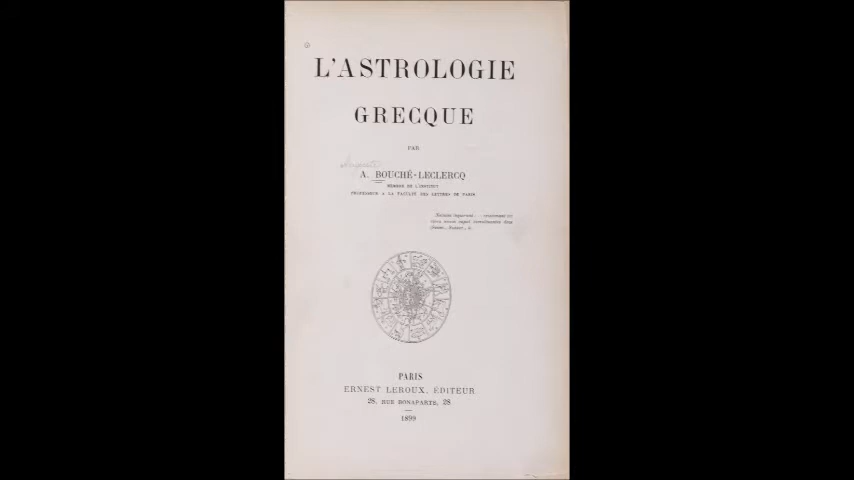 L'ASTROLOGIE
GRECQUE
PAR
Auguste
A. BOUCHÉ-LECLERCQ
MEMBRE DE L'INSTITUT
PROFESSEUR A LA FACULTÉ DES LETTRES DE PARIS
PARIS
ERNEST LEROUX, ÉDITEUR
28, RUE BONAPARTE, 28
1899